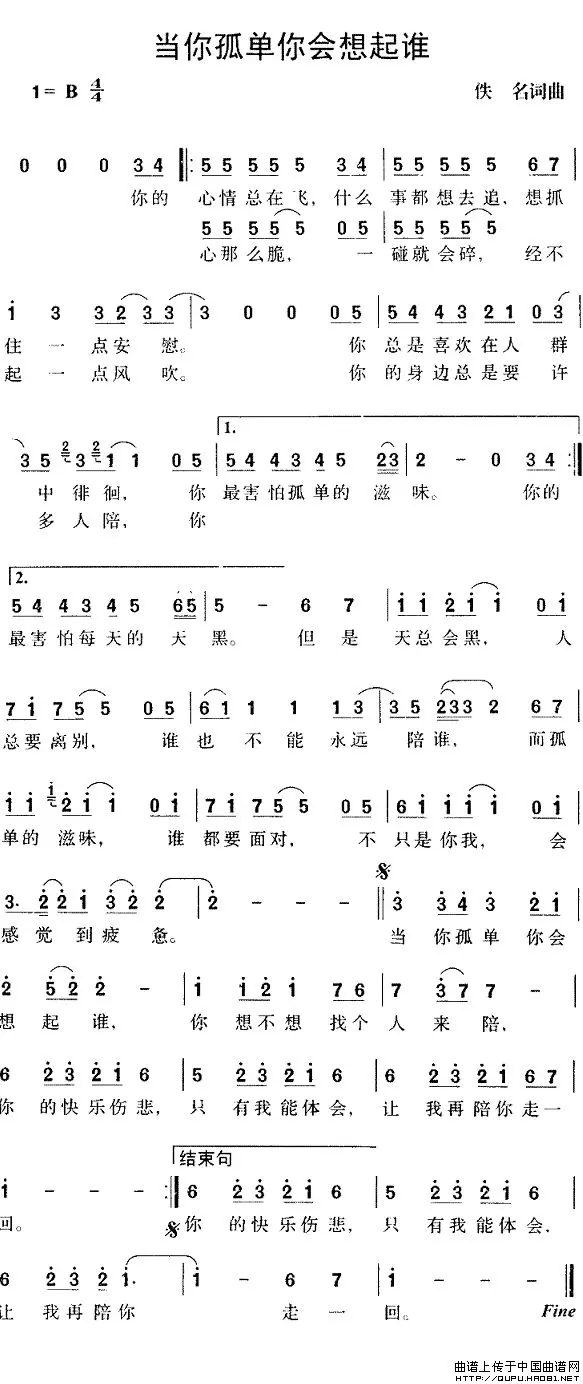 当你孤单你会想起谁
1= B 4/4 佚 名词曲
0 0 0 3 4 5 5 5 5 5 3 4 5 5 5 5 5 6 7
你的 心情总在飞, 什么 事都想去追, 想抓
5 5 5 5 5 5 0 5 5 5 5 5 5
心那么脆, 一 碰就会碎, 经不
i 3 3 2 3 3 3 0 0 0 5 5 4 4 3 2 1 0 3
住一点安慰。 你 总是喜欢在人 群
起一点风吹。 你 的身边总是要 许
3 5 2 3 2 1 1 0 5 1. 5 4 4 3 4 5 2 3 2 - 0 3 4
中徘徊, 你 最害怕孤单的 滋 味。 你的
多人陪, 你
2.
5 4 4 3 4 5 6 5 5 - 6 7 i i 2 i i 0 i
最害怕每天的 天 黑。 但是 天总会黑, 人
7 i 7 5 5 0 5 6 1 1 1 1 3 3 5 2 3 3 2 6 7
总要离别, 谁 也 不能 永远 陪谁, 而孤
i i i 2 i i 0 i 7 i 7 5 5 0 5 6 i i i i 0 i
单的 滋味, 谁 都要面对, 不 只是你我, 会
3. 2 2 i 3 2 2 2 - - - 3 3 4 3 2 i
感觉 到疲惫。 当 你孤单 你会
2 5 2 2 - i i 2 i 7 6 7 3 7 7 -
想 起 谁, 你 想不想 找个 人 来 陪,
6 2 3 2 i 6 5 2 3 2 i 6 6 2 3 2 i 6 7
你 的快乐伤悲, 只 有我能体会, 让 我再陪你走一
结束句
i - - - 6 2 3 2 i 6 5 2 3 2 i 6
回。 你 的快乐伤悲, 只 有我能体会,
6 2 3 2 i. i - 6 7 i - - -
让 我再陪你 走 一 回。 Fine
曲谱上传于中国曲谱网
HTTP://QUPU.HAO81.NET